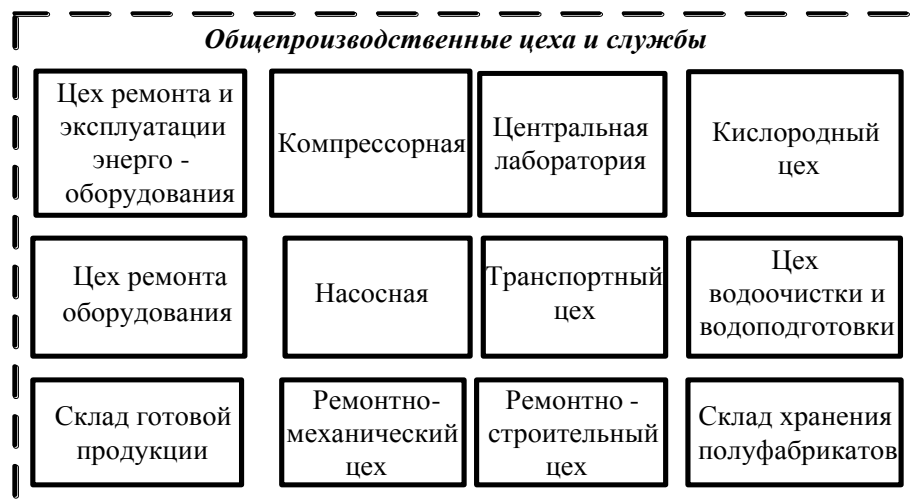 Общепроизводственные цеха и службы
Цех ремонта и
эксплуатации
энерго -
оборудования
Компрессорная
Центральная
лаборатория
Кислородный
цех
Цех ремонта
оборудования
Насосная
Транспортный
цех
Цех
водоочистки и
водоподготовки
Склад готовой
продукции
Ремонтно-
механический
цех
Ремонтно -
строительный
цех
Склад хранения
полуфабрикатов